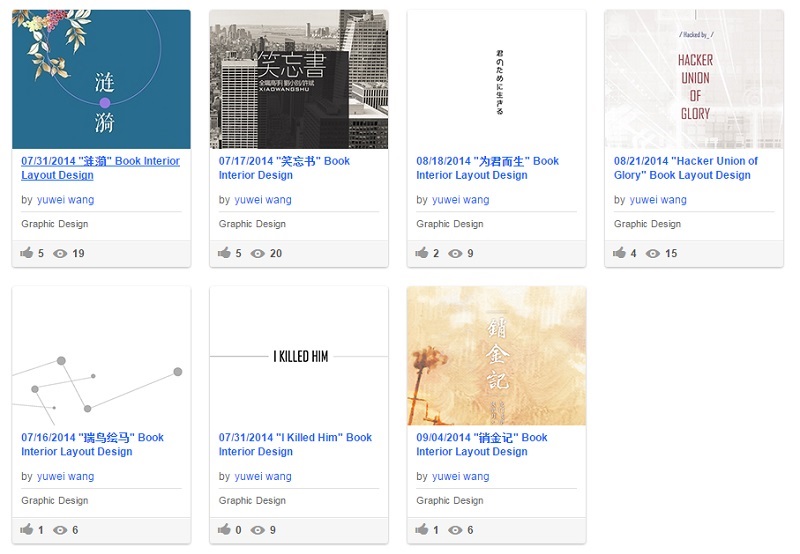 涟
漪
07/31/2014 "涟漪" Book Interior
Layout Design
by yuwei wang
Graphic Design
5 19
笑忘書
全職高手
XIAOWANGSHU
07/17/2014 "笑忘书" Book
Interior Design
by yuwei wang
Graphic Design
5 20
君のために生きる
08/18/2014 "为君而生" Book
Interior Layout Design
by yuwei wang
Graphic Design
2 9
/ Hacked by_ /
HACKER
UNION
OF
GLORY
08/21/2014 "Hacker Union of
Glory" Book Layout Design
by yuwei wang
Graphic Design
4 15
07/16/2014 "瑞鸟绘马" Book
Interior Layout Design
by yuwei wang
Graphic Design
1 6
I KILLED HIM
07/31/2014 "I Killed Him" Book
Interior Design
by yuwei wang
Graphic Design
0 9
銷金記
09/04/2014 "销金记" Book
Interior Layout Design
by yuwei wang
Graphic Design
1 6